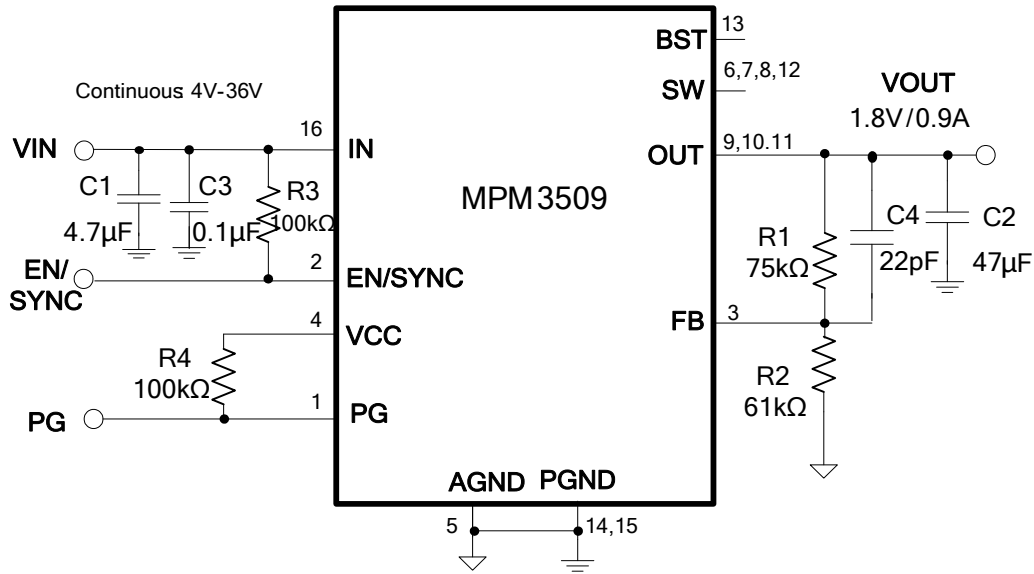 Continuous: 4V-36V
VIN
16
IN
C1
4.7µF
C3
0.1µF
R3
100kΩ
EN/
SYNC
2
EN/SYNC
4
VCC
R4
100kΩ
PG
1
PG
MPM3509
BST
13
SW
6,7,8,12
OUT
9,10.11
VOUT
1.8V/0.9A
R1
75kΩ
C4
22pF
C2
47µF
FB
3
R2
61kΩ
AGND
PGND
5
14,15